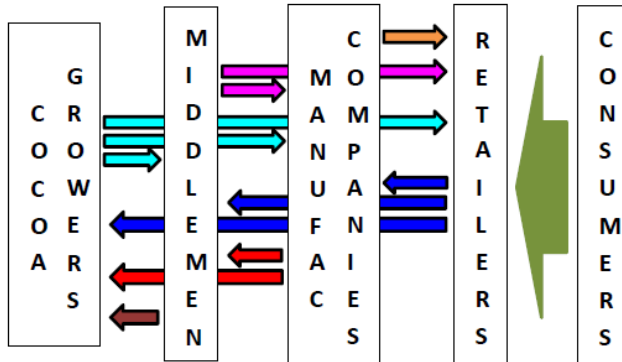 COCOA
GROWERS
MIDDLEMEN
MANUFAC
COMPANIES
RETAILERS
CONSUMERS